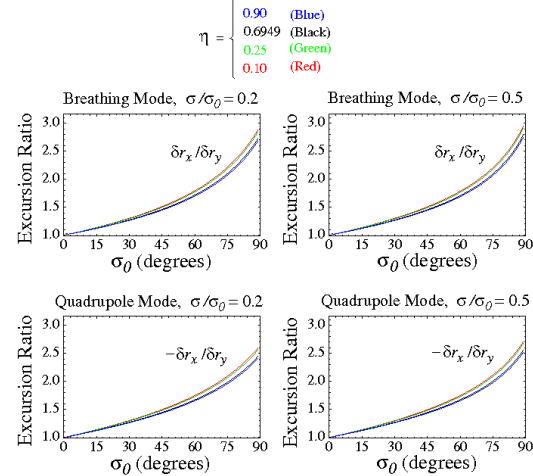 η =
0.90 (Blue)
0.6949 (Black)
0.25 (Green)
0.10 (Red)
Breathing Mode, σ/σ₀ = 0.2
Excursion Ratio
3.0
2.5
2.0
1.5
1.0
δrₓ/δr_y
0 15 30 45 60 75 90
σ₀ (degrees)
Breathing Mode, σ/σ₀ = 0.5
Excursion Ratio
3.0
2.5
2.0
1.5
1.0
δrₓ/δr_y
0 15 30 45 60 75 90
σ₀ (degrees)
Quadrupole Mode, σ/σ₀ = 0.2
Excursion Ratio
3.0
2.5
2.0
1.5
1.0
−δrₓ/δr_y
0 15 30 45 60 75 90
σ₀ (degrees)
Quadrupole Mode, σ/σ₀ = 0.5
Excursion Ratio
3.0
2.5
2.0
1.5
1.0
−δrₓ/δr_y
0 15 30 45 60 75 90
σ₀ (degrees)